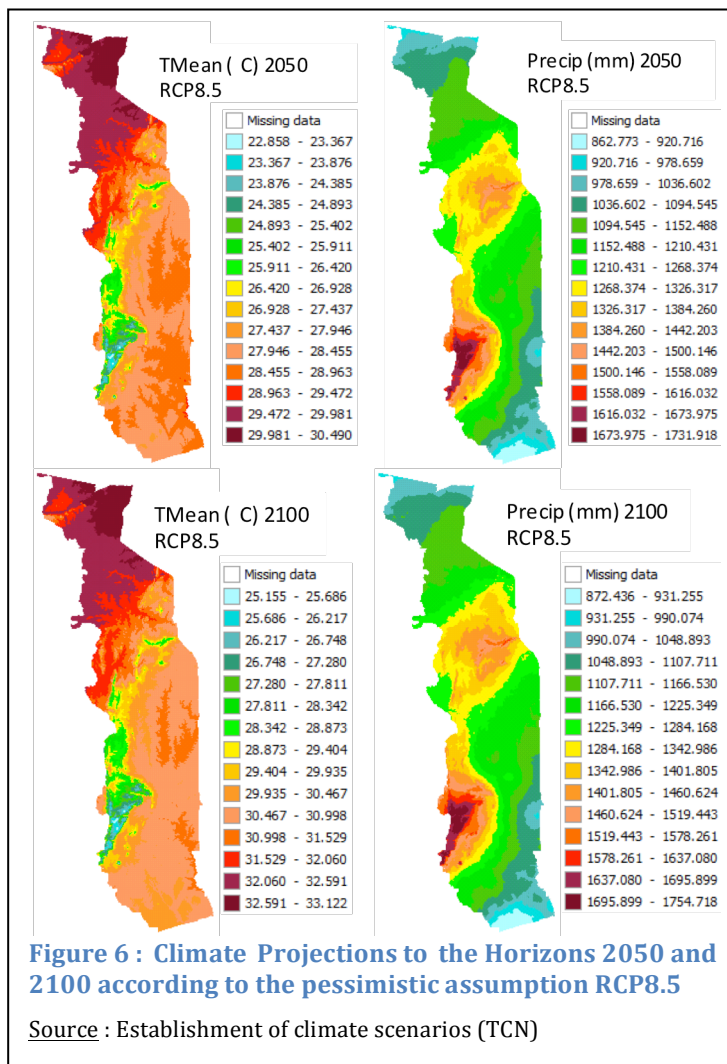 TMean ( C) 2050
RCP8.5
Missing data
22.858 - 23.367
23.367 - 23.876
23.876 - 24.385
24.385 - 24.893
24.893 - 25.402
25.402 - 25.911
25.911 - 26.420
26.420 - 26.928
26.928 - 27.437
27.437 - 27.946
27.946 - 28.455
28.455 - 28.963
28.963 - 29.472
29.472 - 29.981
29.981 - 30.490
Precip (mm) 2050
RCP8.5
Missing data
862.773 - 920.716
920.716 - 978.659
978.659 - 1036.602
1036.602 - 1094.545
1094.545 - 1152.488
1152.488 - 1210.431
1210.431 - 1268.374
1268.374 - 1326.317
1326.317 - 1384.260
1384.260 - 1442.203
1442.203 - 1500.146
1500.146 - 1558.089
1558.089 - 1616.032
1616.032 - 1673.975
1673.975 - 1731.918
TMean ( C) 2100
RCP8.5
Missing data
25.155 - 25.686
25.686 - 26.217
26.217 - 26.748
26.748 - 27.280
27.280 - 27.811
27.811 - 28.342
28.342 - 28.873
28.873 - 29.404
29.404 - 29.935
29.935 - 30.467
30.467 - 30.998
30.998 - 31.529
31.529 - 32.060
32.060 - 32.591
32.591 - 33.122
Precip (mm) 2100
RCP8.5
Missing data
872.436 - 931.255
931.255 - 990.074
990.074 - 1048.893
1048.893 - 1107.711
1107.711 - 1166.530
1166.530 - 1225.349
1225.349 - 1284.168
1284.168 - 1342.986
1342.986 - 1401.805
1401.805 - 1460.624
1460.624 - 1519.443
1519.443 - 1578.261
1578.261 - 1637.080
1637.080 - 1695.899
1695.899 - 1754.718
Figure 6 : Climate Projections to the Horizons 2050 and
2100 according to the pessimistic assumption RCP8.5
Source : Establishment of climate scenarios (TCN)